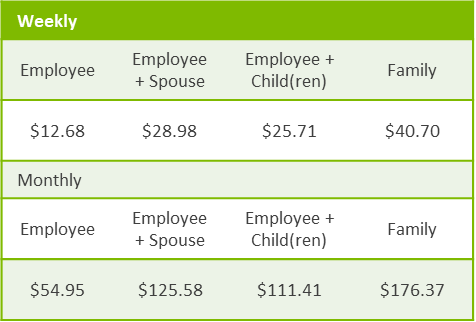 Weekly
Employee
Employee + Spouse
Employee + Child(ren)
Family
$12.68 $28.98 $25.71 $40.70
Monthly
Employee
Employee + Spouse
Employee + Child(ren)
Family
$54.95 $125.58 $111.41 $176.37